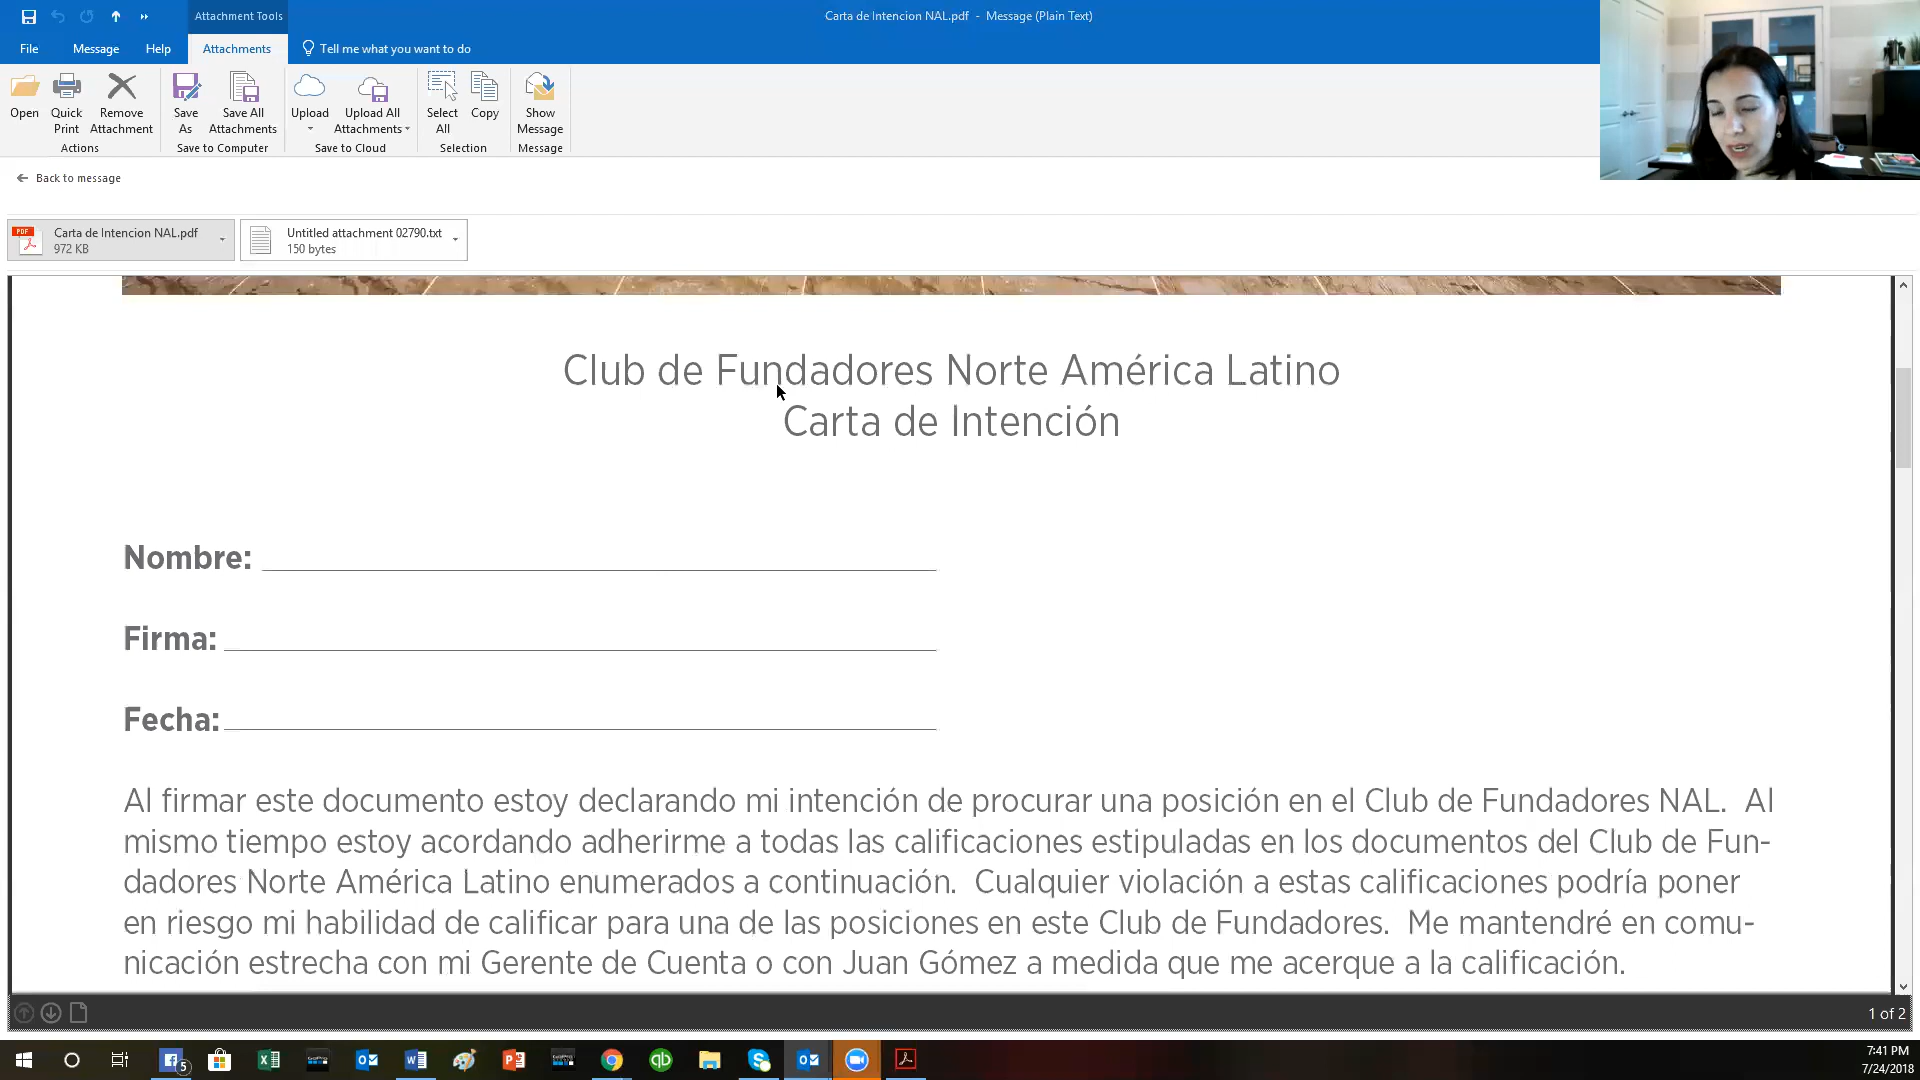 Attachment Tools
Carta de Intencion NAL.pdf - Message (Plain Text)
File Message Help Attachments Tell me what you want to do
Open Quick Print Remove Attachment Save As Save All Attachments Upload Upload All Attachments Select All Copy Show Message
Actions Save to Computer Save to Cloud Selection Message
Back to message
PDF
Carta de Intencion NAL.pdf
972 KB
Untitled attachment 02790.txt
150 bytes
Club de Fundadores Norte América Latino
Carta de Intención
Nombre:
Firma:
Fecha:
Al firmar este documento estoy declarando mi intención de procurar una posición en el Club de Fundadores NAL. Al
mismo tiempo estoy acordando adherirme a todas las calificaciones estipuladas en los documentos del Club de Fun-
dadores Norte América Latino enumerados a continuación. Cualquier violación a estas calificaciones podría poner
en riesgo mi habilidad de calificar para una de las posiciones en este Club de Fundadores. Me mantendré en comu-
nicación estrecha con mi Gerente de Cuenta o con Juan Gómez a medida que me acerque a la calificación.
1 of 2
5
7:41 PM
7/24/2018